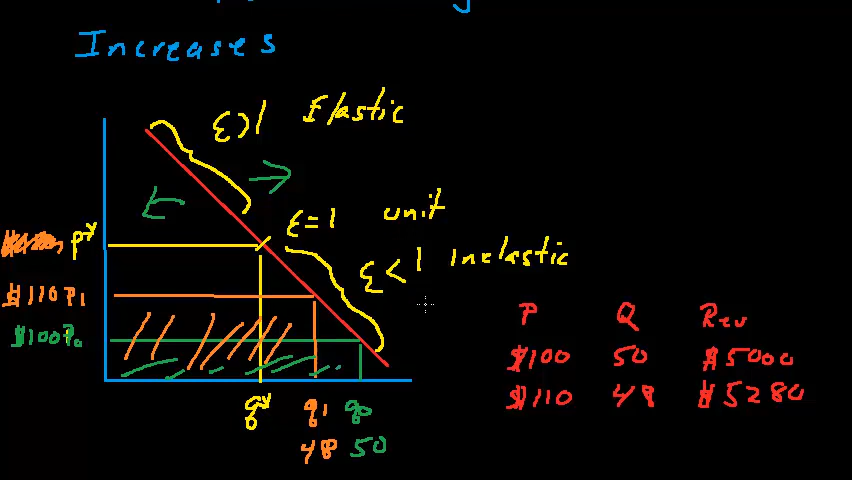 Increases
ε>1 Elastic
ε=1 unit
ε<1 Inelastic
p*
$110 P1
$100 P0
q* q1 q0
48 50
P Q Rev
$100 50 $5000
$110 48 $5280